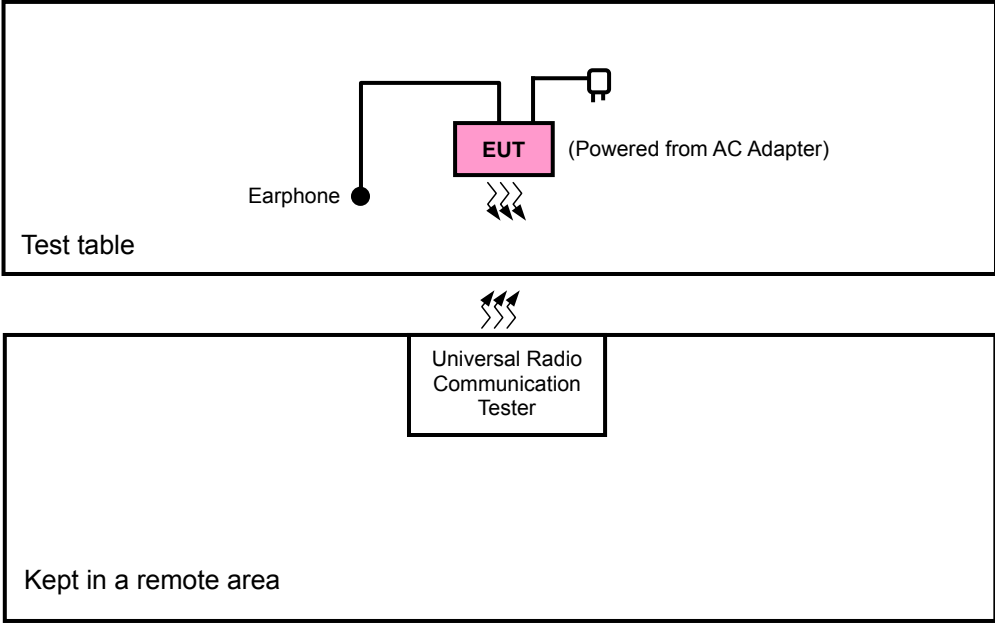 EUT
(Powered from AC Adapter)
Earphone
Test table
Universal Radio
Communication
Tester
Kept in a remote area